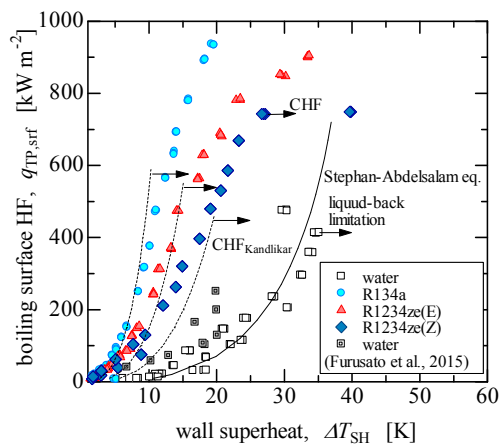 boiling surface HF, q_TP,srf [kW m⁻²]
1000
800
600
400
200
0
CHF
Stephan-Abdelsalam eq.
liquud-back
limitation
CHF_Kandlikar
water
R134a
R1234ze(E)
R1234ze(Z)
water
(Furusato et al., 2015)
0 10 20 30 40 50 60
wall superheat, ΔT_SH [K]